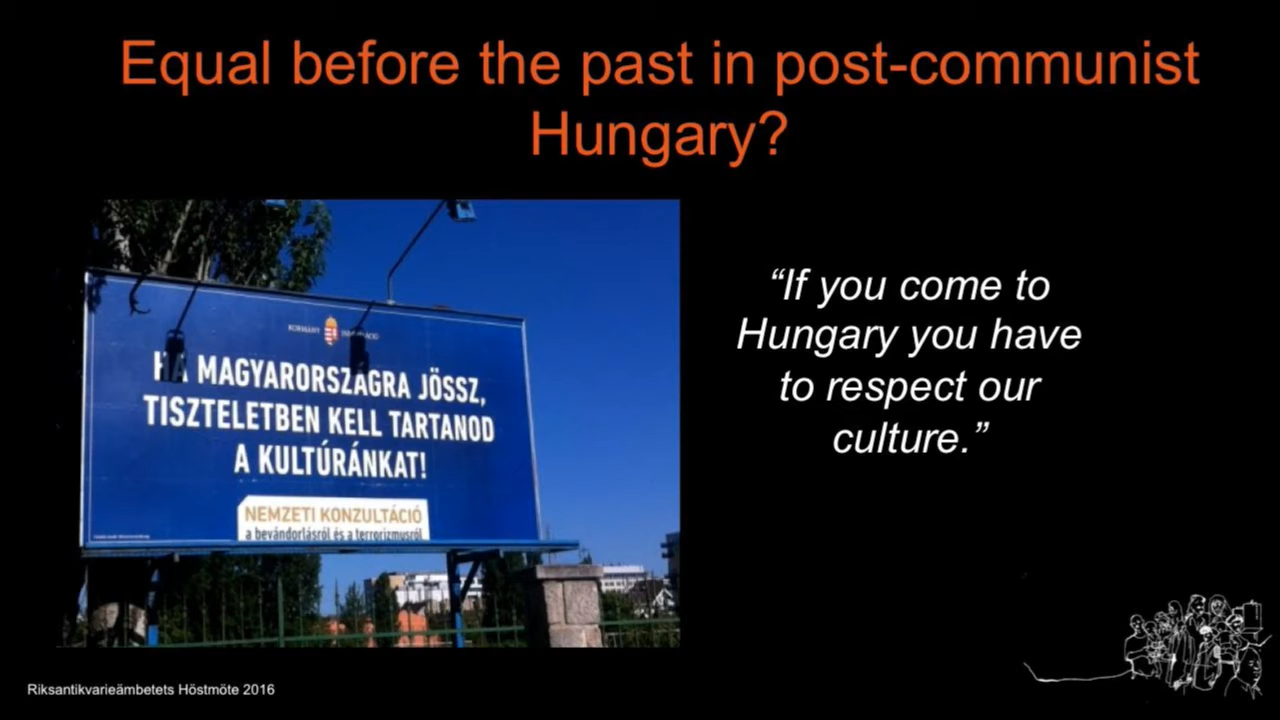 Equal before the past in post-communist
Hungary?
KORMÁNY
HA MAGYARORSZÁGRA JÖSSZ,
TISZTELETBEN KELL TARTANOD
A KULTÚRÁNKAT!
NEMZETI KONZULTÁCIÓ
a bevándorlásról és a terrorizmusról
“If you come to
Hungary you have
to respect our
culture.”
Riksantikvarieämbetets Höstmöte 2016